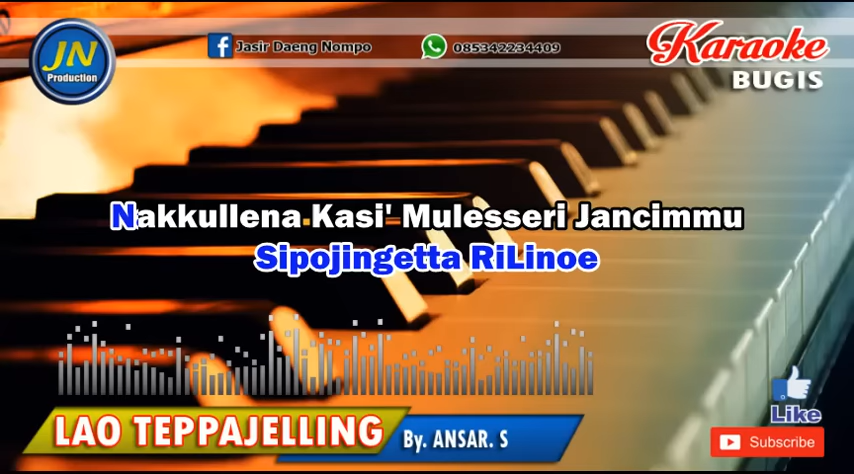 JN
Production
Jasir Daeng Nompo
085342234409
Karaoke
BUGIS
Nakkullena Kasi' Mulesseri Jancimmu
Sipojingetta RiLinoe
LAO TEPPAJELLING
By. ANSAR. S
Like
Subscribe